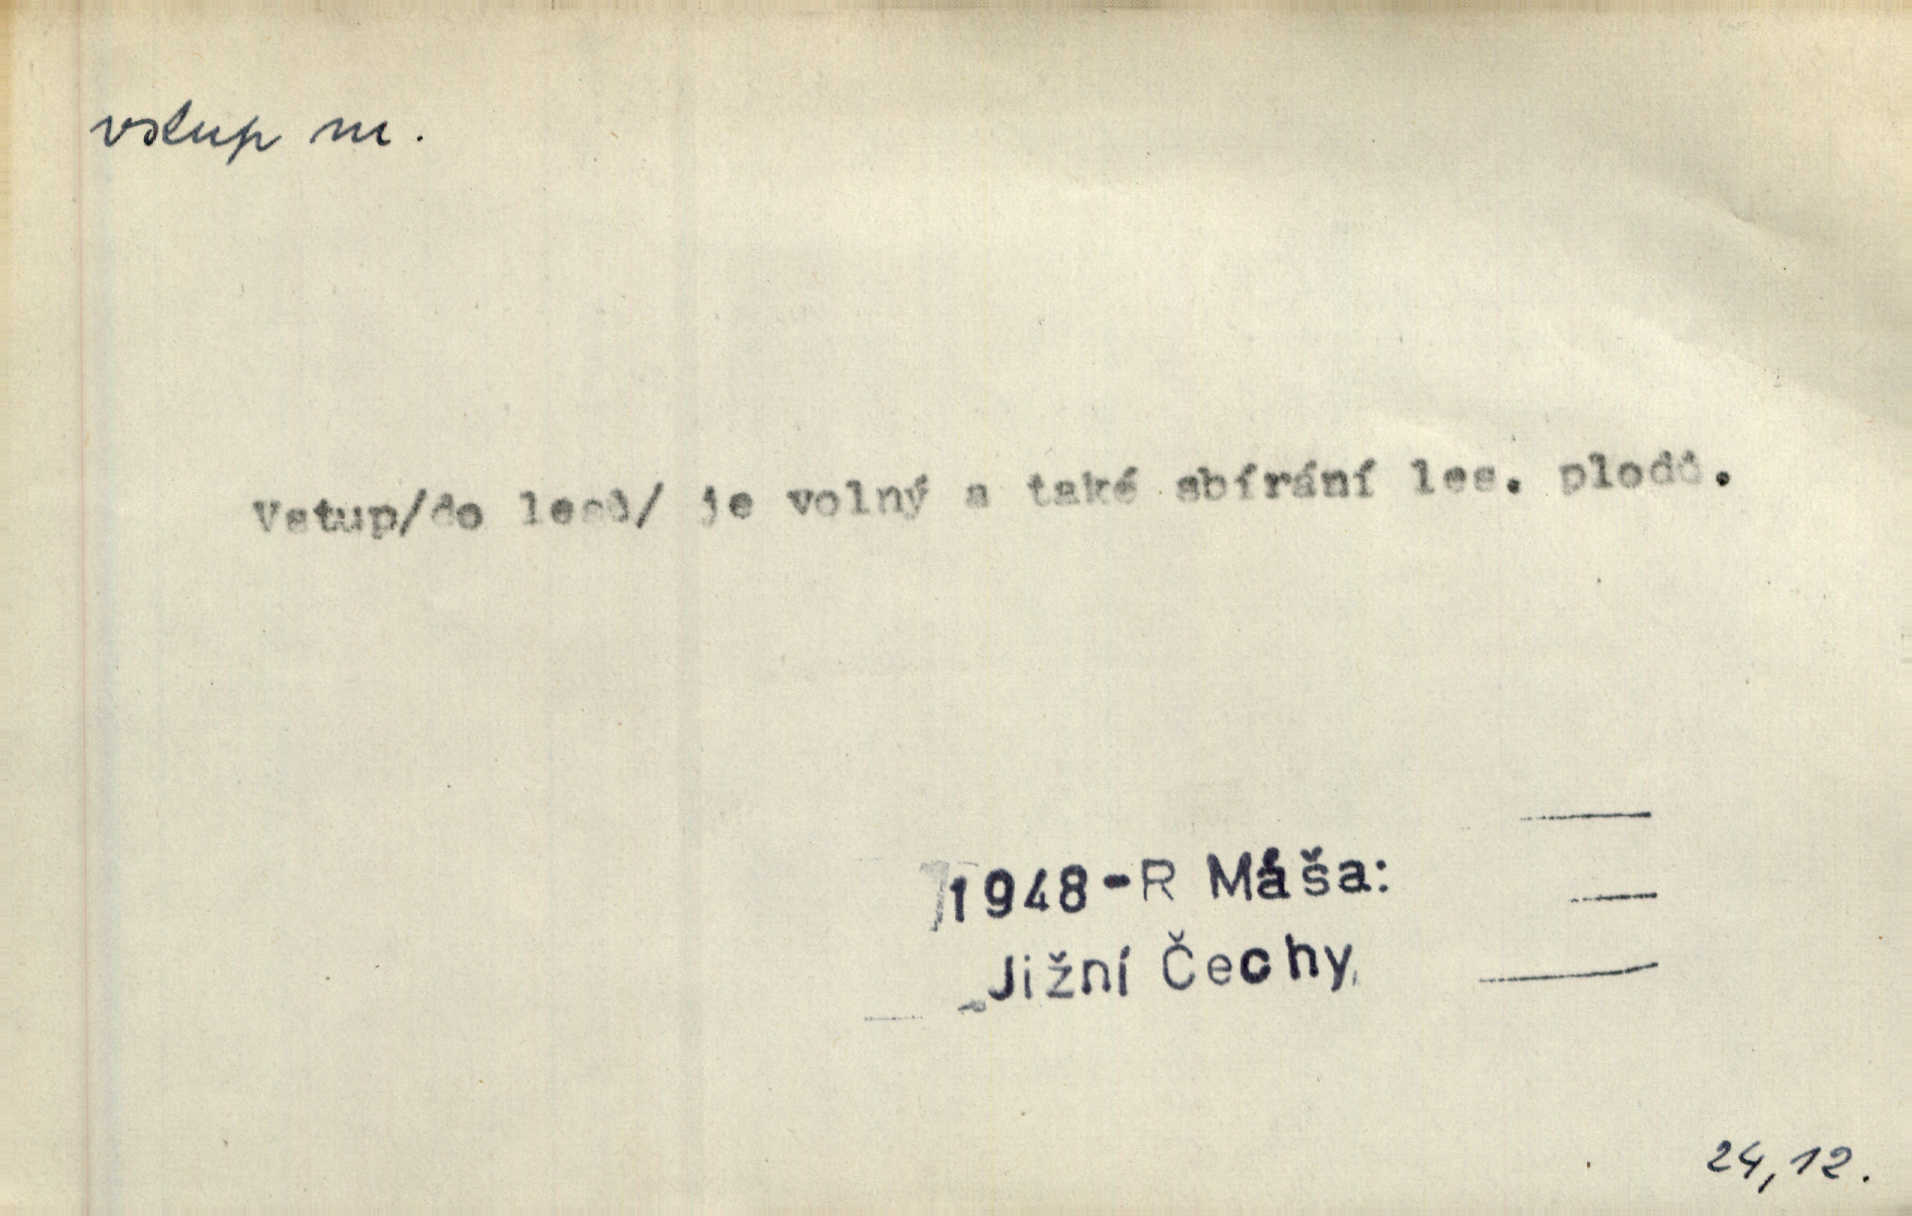 vstup m.
Vstup/do lesů/ je volný a také sbírání les. plodů.
1948-R Máša:
Jižní Čechy
24,12.